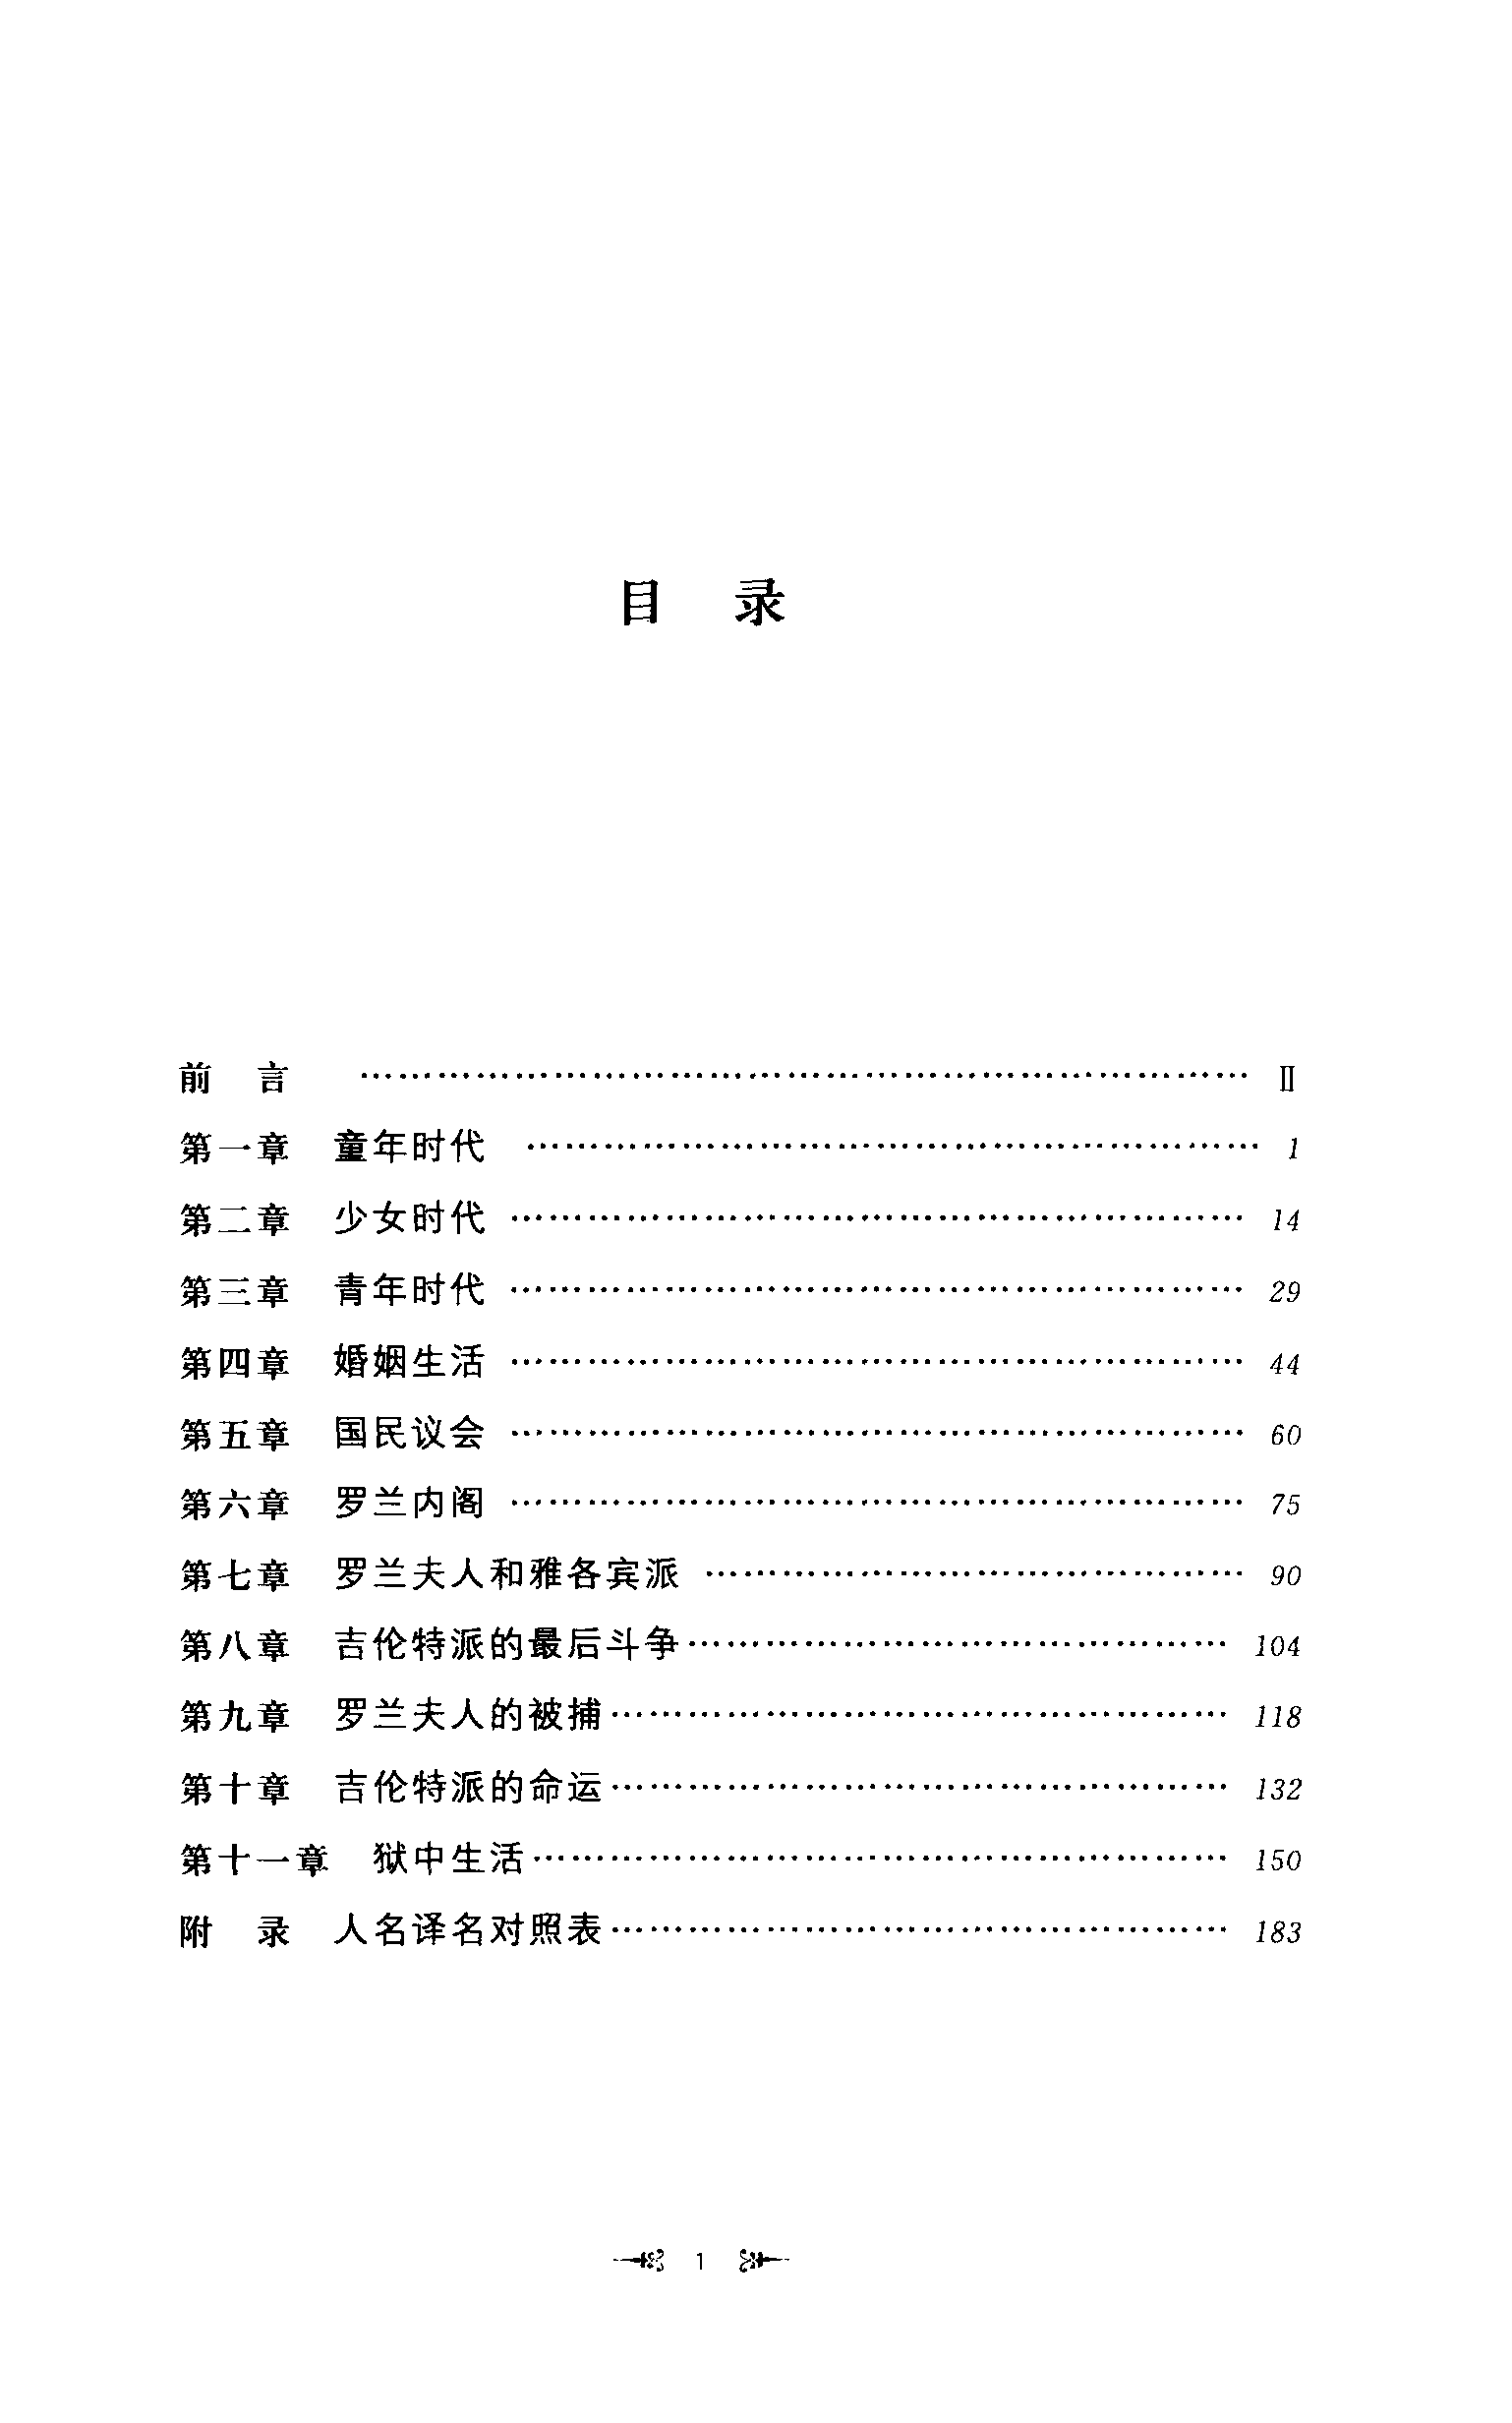 目 录
前 言 …………………………………………………………… Ⅱ
第一章 童年时代 ………………………………………………… 1
第二章 少女时代 ………………………………………………… 14
第三章 青年时代 ………………………………………………… 29
第四章 婚姻生活 ………………………………………………… 44
第五章 国民议会 ………………………………………………… 60
第六章 罗兰内阁 ………………………………………………… 75
第七章 罗兰夫人和雅各宾派 …………………………………… 90
第八章 吉伦特派的最后斗争…………………………………… 104
第九章 罗兰夫人的被捕………………………………………… 118
第十章 吉伦特派的命运………………………………………… 132
第十一章 狱中生活……………………………………………… 150
附 录 人名译名对照表………………………………………… 183
1